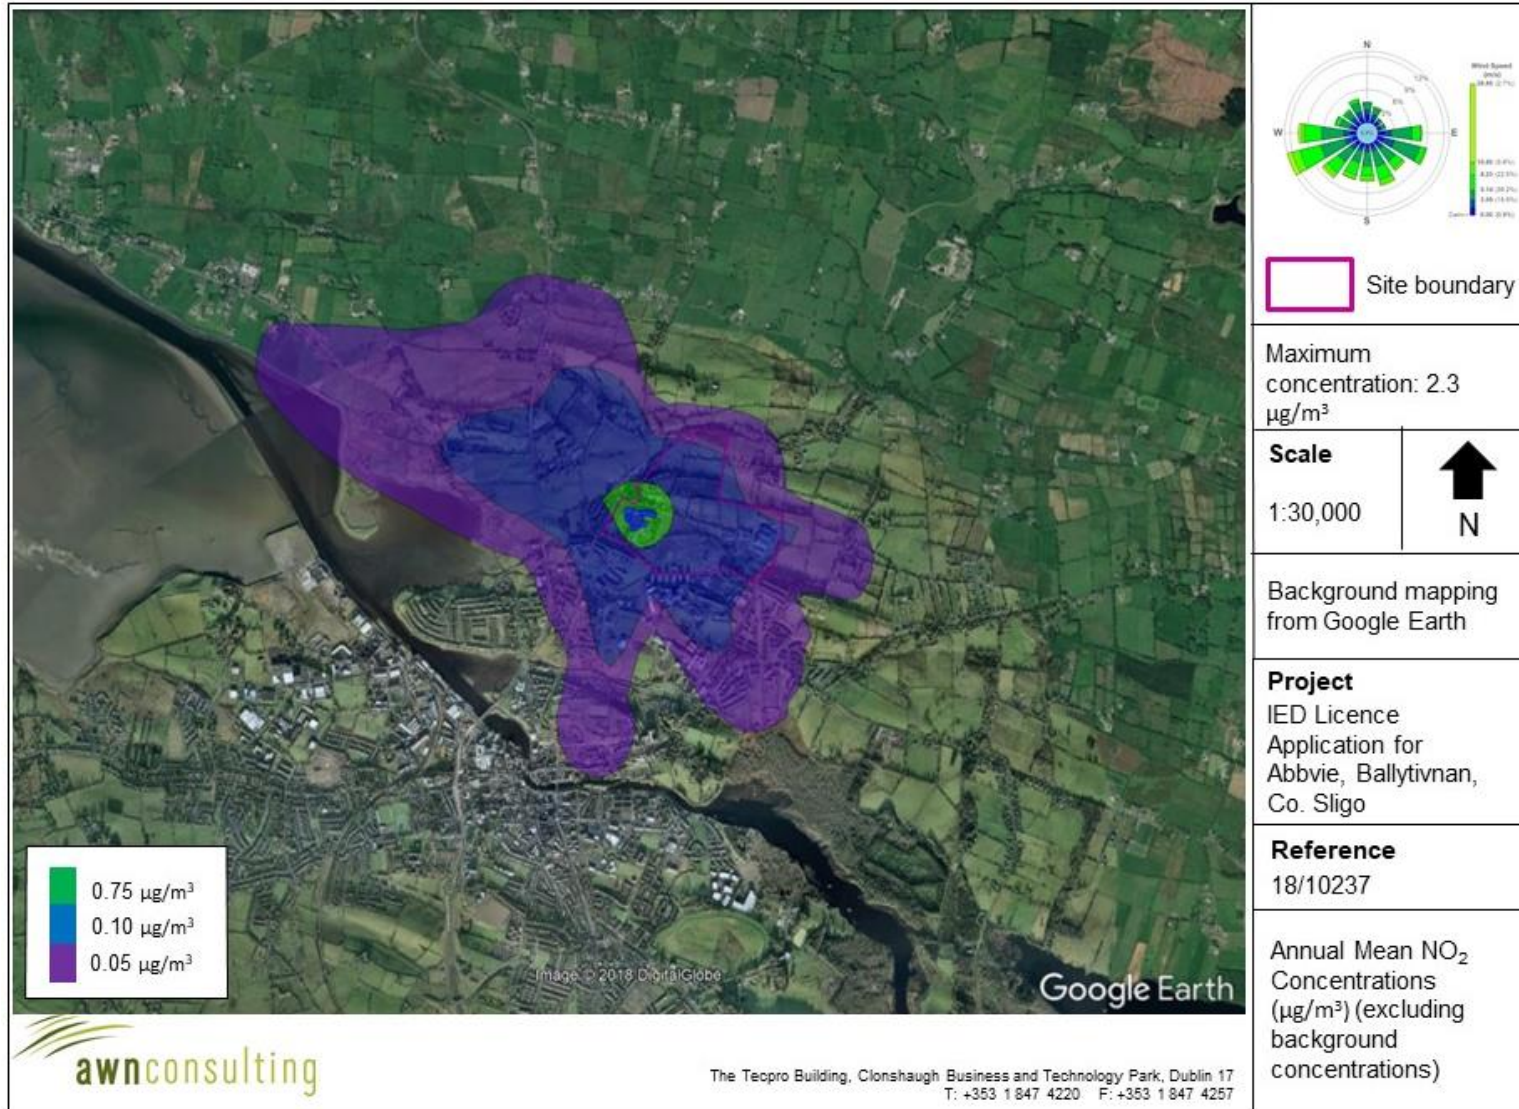 N
12%
W
E
S
Wind Speed
(m/s)
Site boundary
Maximum
concentration: 2.3
µg/m³
Scale
1:30,000
N
Background mapping
from Google Earth
Project
IED Licence
Application for
Abbvie, Ballytivnan,
Co. Sligo
Reference
18/10237
Annual Mean NO₂
Concentrations
(µg/m³) (excluding
background
concentrations)
0.75 µg/m³
0.10 µg/m³
0.05 µg/m³
Image © 2018 DigitalGlobe
Google Earth
awnconsulting
The Tecpro Building, Clonshaugh Business and Technology Park, Dublin 17
T: +353 1 847 4220 F: +353 1 847 4257